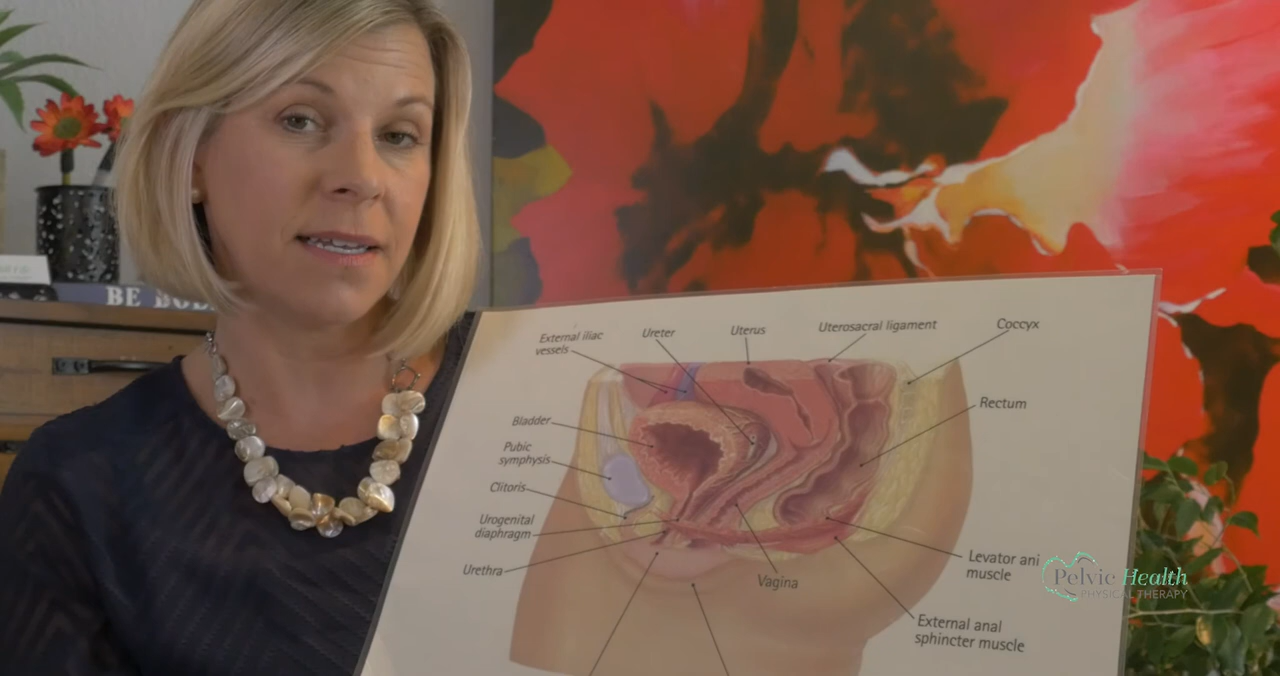 BE BOL
External iliac
vessels
Ureter
Uterus
Uterosacral ligament
Coccyx
Rectum
Bladder
Pubic
symphysis
Clitoris
Urogenital
diaphragm
Urethra
Vagina
Levator ani
muscle
External anal
sphincter muscle
Pelvic Health
PHYSICAL THERAPY